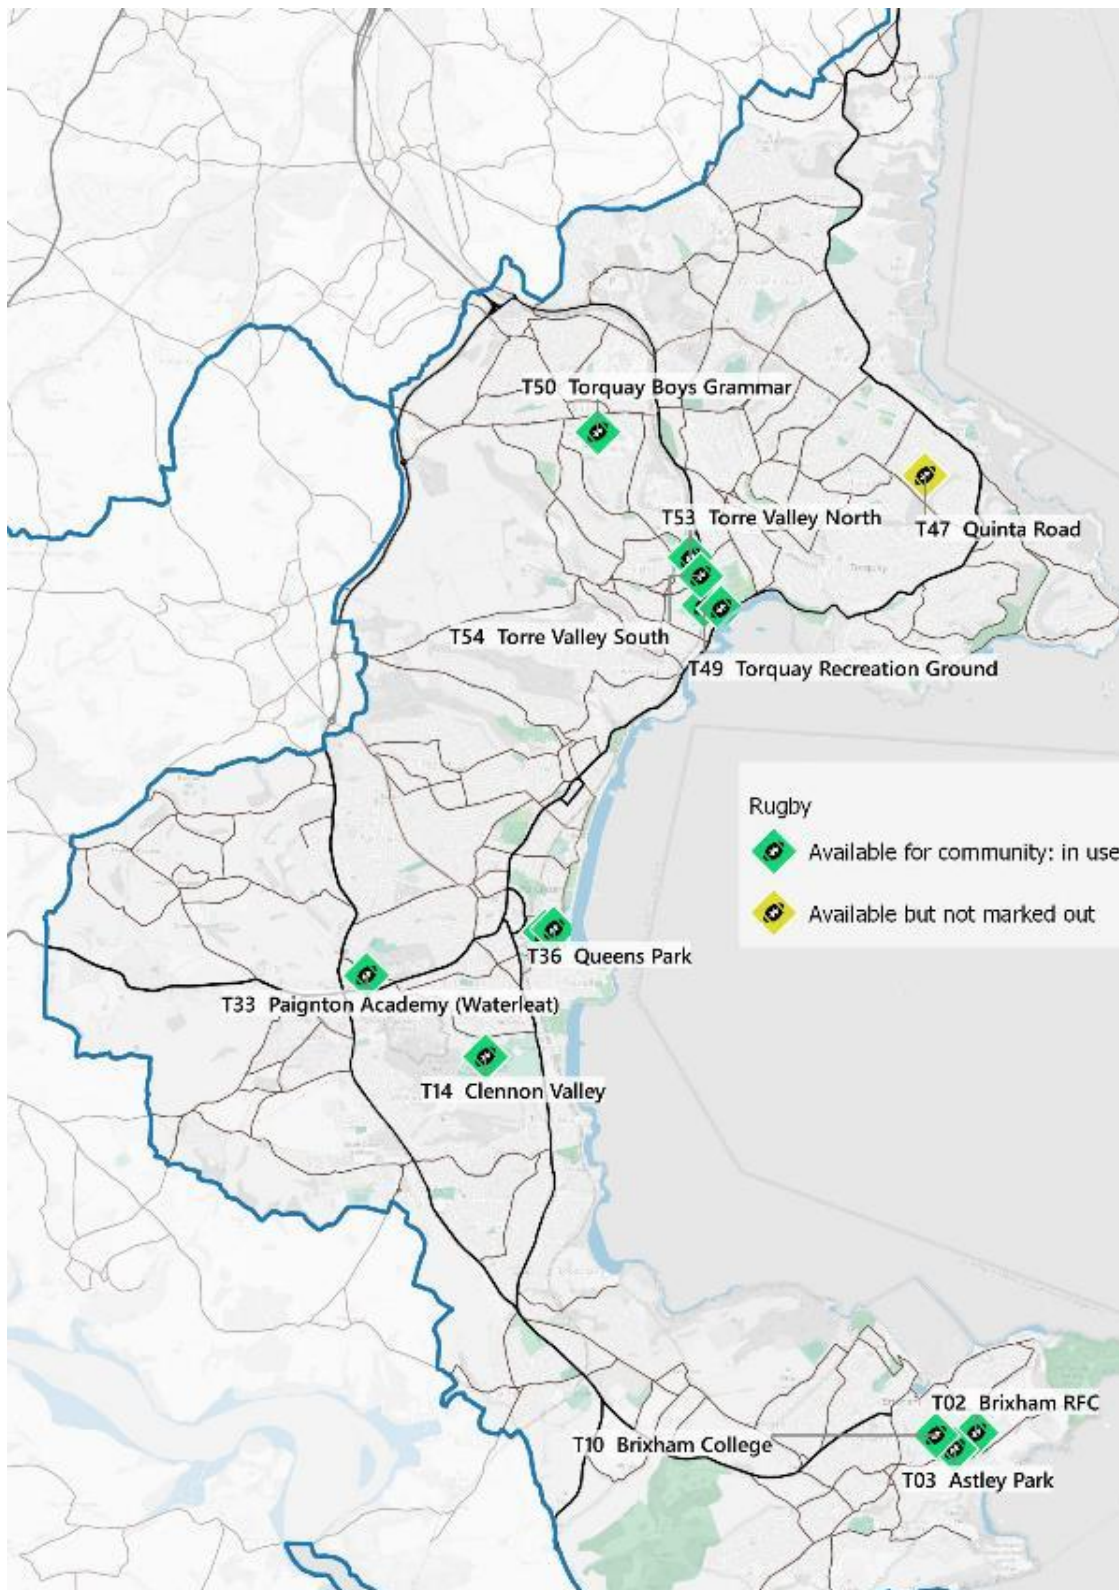 T50 Torquay Boys Grammar
T53 Torre Valley North
T47 Quinta Road
T54 Torre Valley South
T49 Torquay Recreation Ground
Rugby
Available for community: in use
Available but not marked out
T36 Queens Park
T33 Paignton Academy (Waterleat)
T14 Clennon Valley
T02 Brixham RFC
T10 Brixham College
T03 Astley Park